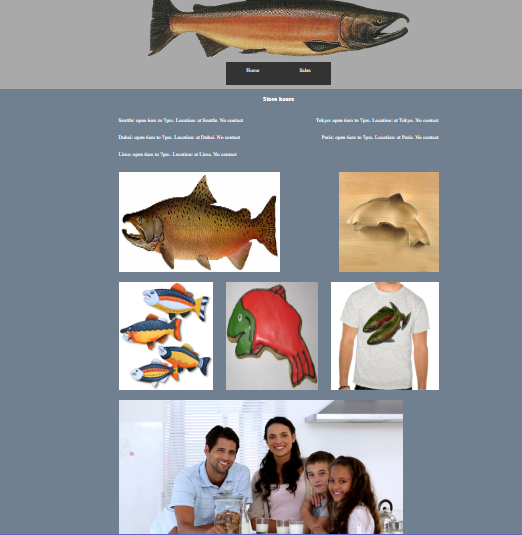 Home Sales
Store hours
Seattle: open 6am to 7pm. Location: at Seattle. No contact
Tokyo: open 6am to 7pm. Location: at Tokyo. No contact
Dubai: open 6am to 7pm. Location: at Dubai. No contact
Paris: open 6am to 7pm. Location: at Paris. No contact
Lima: open 6am to 7pm. Location: at Lima. No contact